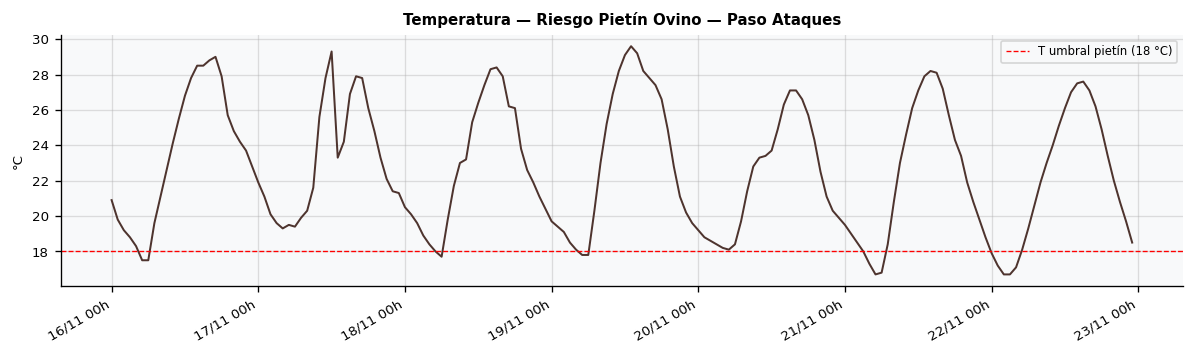 Temperatura — Riesgo Pietín Ovino — Paso Ataques
T umbral pietín (18 °C)
°C
30
28
26
24
22
20
18
16/11 00h
17/11 00h
18/11 00h
19/11 00h
20/11 00h
21/11 00h
22/11 00h
23/11 00h